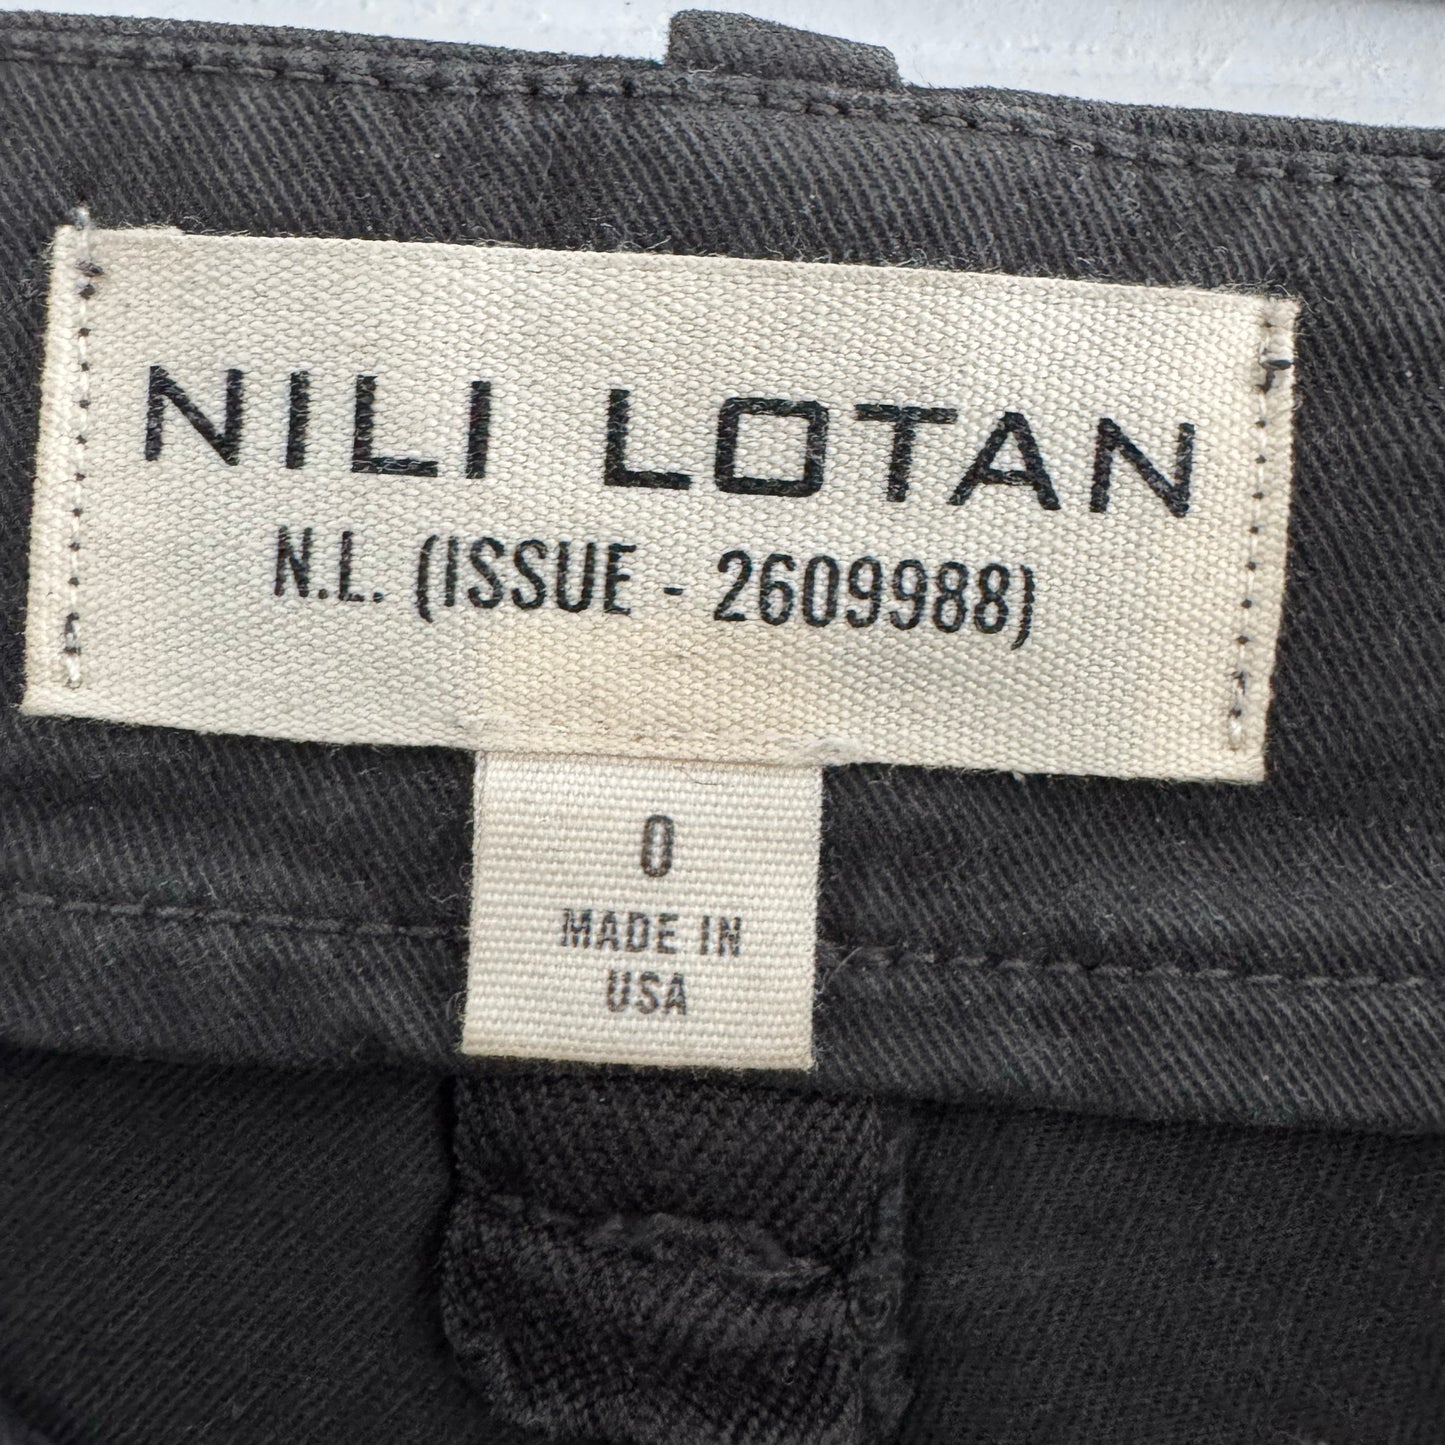 NILI LOTAN
N.L. (ISSUE - 2609988)
0
MADE IN
USA